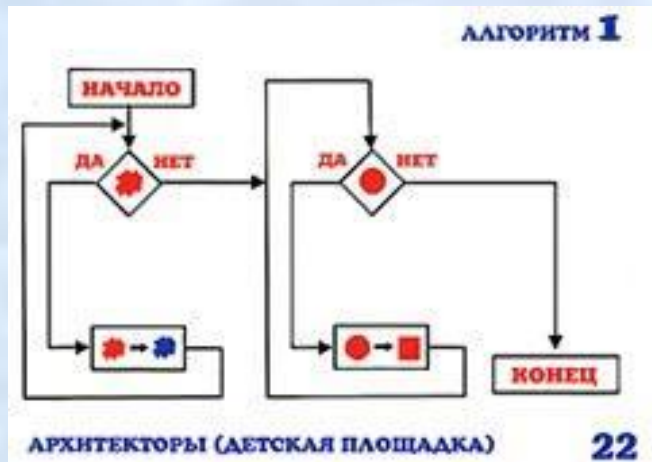 АЛГОРИТМ 1
НАЧАЛО
ДА НЕТ
ДА НЕТ
КОНЕЦ
АРХИТЕКТОРЫ (ДЕТСКАЯ ПЛОЩАДКА) 22